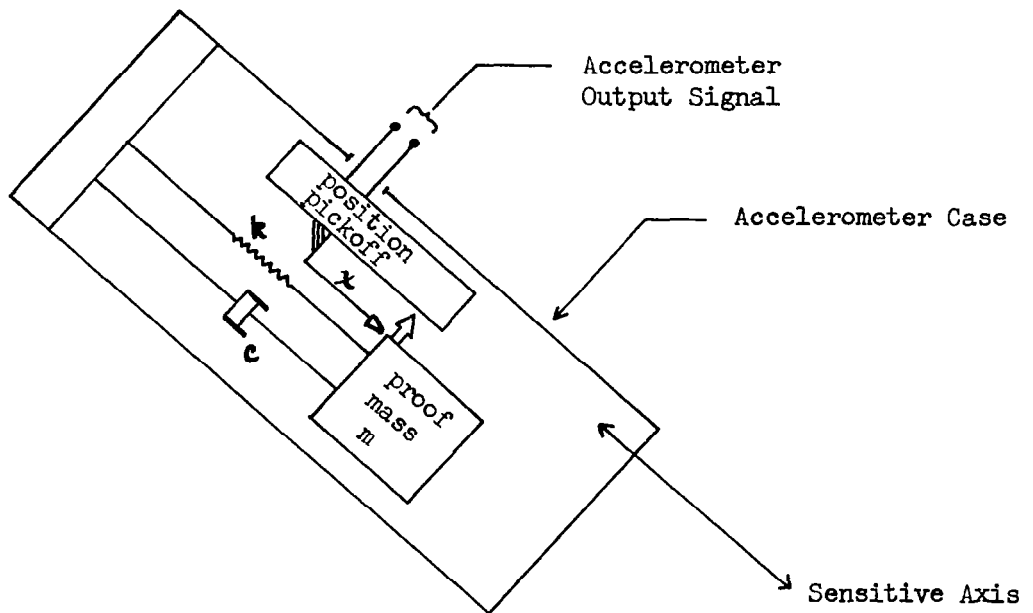 Accelerometer
Output Signal
position
pickoff
Accelerometer Case
k
x
c
proof
mass
m
Sensitive Axis